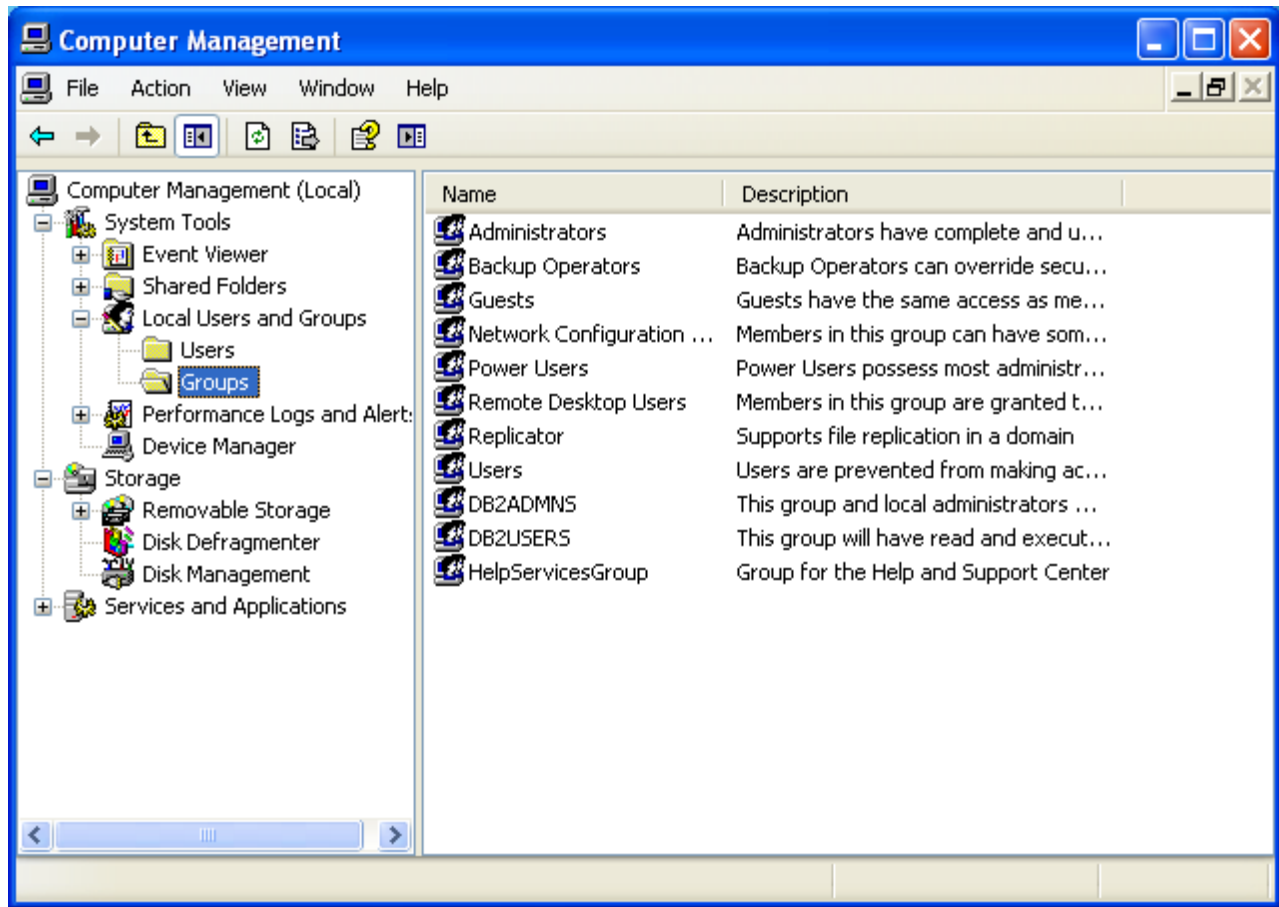 Computer Management
File Action View Window Help
Computer Management (Local)
System Tools
Event Viewer
Shared Folders
Local Users and Groups
Users
Groups
Performance Logs and Alert
Device Manager
Storage
Removable Storage
Disk Defragmenter
Disk Management
Services and Applications
Name Description
Administrators Administrators have complete and u...
Backup Operators Backup Operators can override secu...
Guests Guests have the same access as me...
Network Configuration ... Members in this group can have som...
Power Users Power Users possess most administr...
Remote Desktop Users Members in this group are granted t...
Replicator Supports file replication in a domain
Users Users are prevented from making ac...
DB2ADMNS This group and local administrators ...
DB2USERS This group will have read and execut...
HelpServicesGroup Group for the Help and Support Center